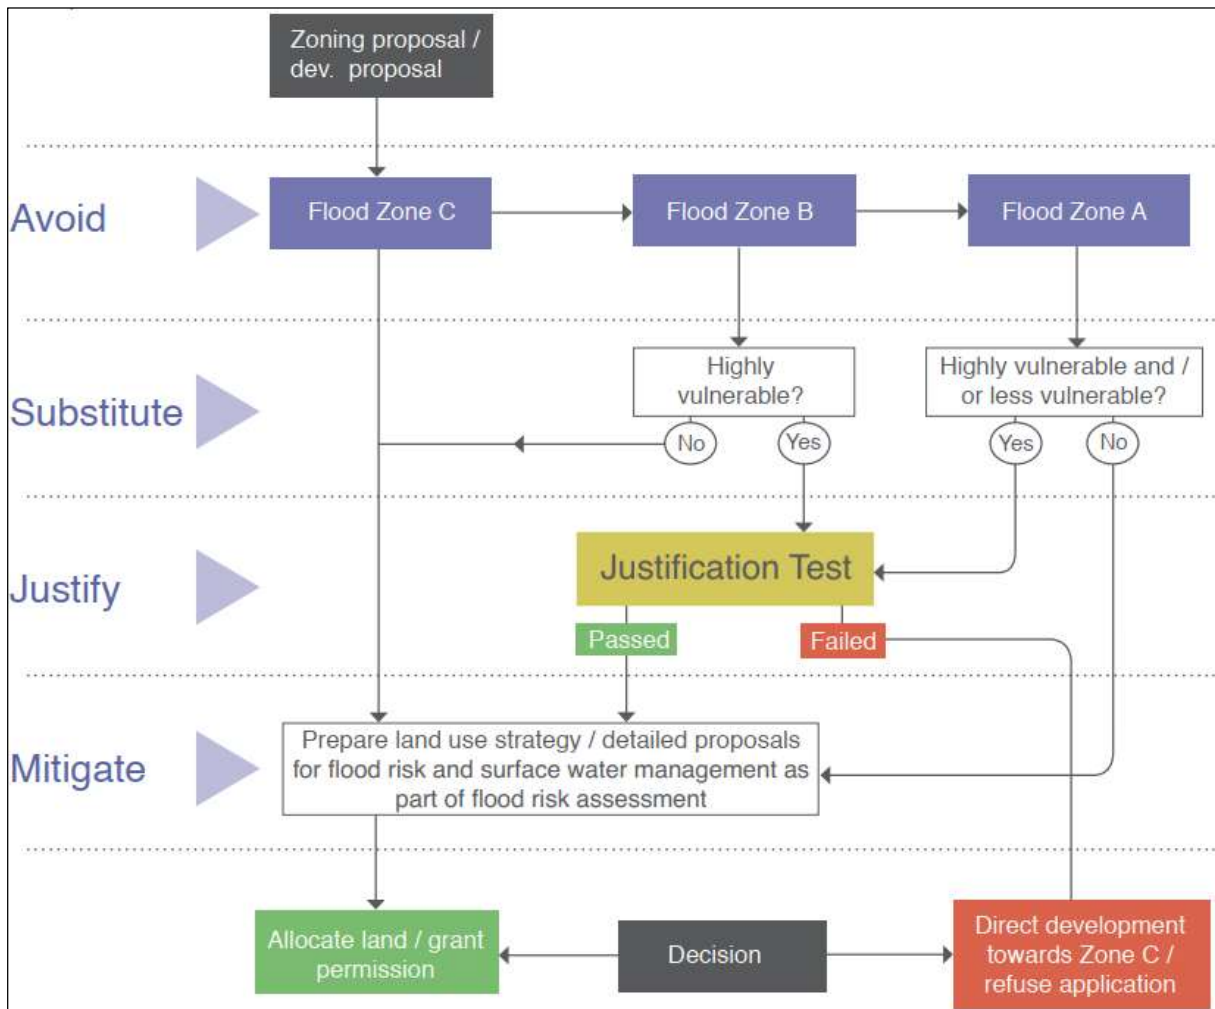 Zoning proposal /
dev. proposal
Avoid
Flood Zone C
Flood Zone B
Flood Zone A
Substitute
Highly
vulnerable?
Highly vulnerable and /
or less vulnerable?
No
Yes
Yes
No
Justify
Justification Test
Passed
Failed
Mitigate
Prepare land use strategy / detailed proposals
for flood risk and surface water management as
part of flood risk assessment
Allocate land / grant
permission
Decision
Direct development
towards Zone C /
refuse application